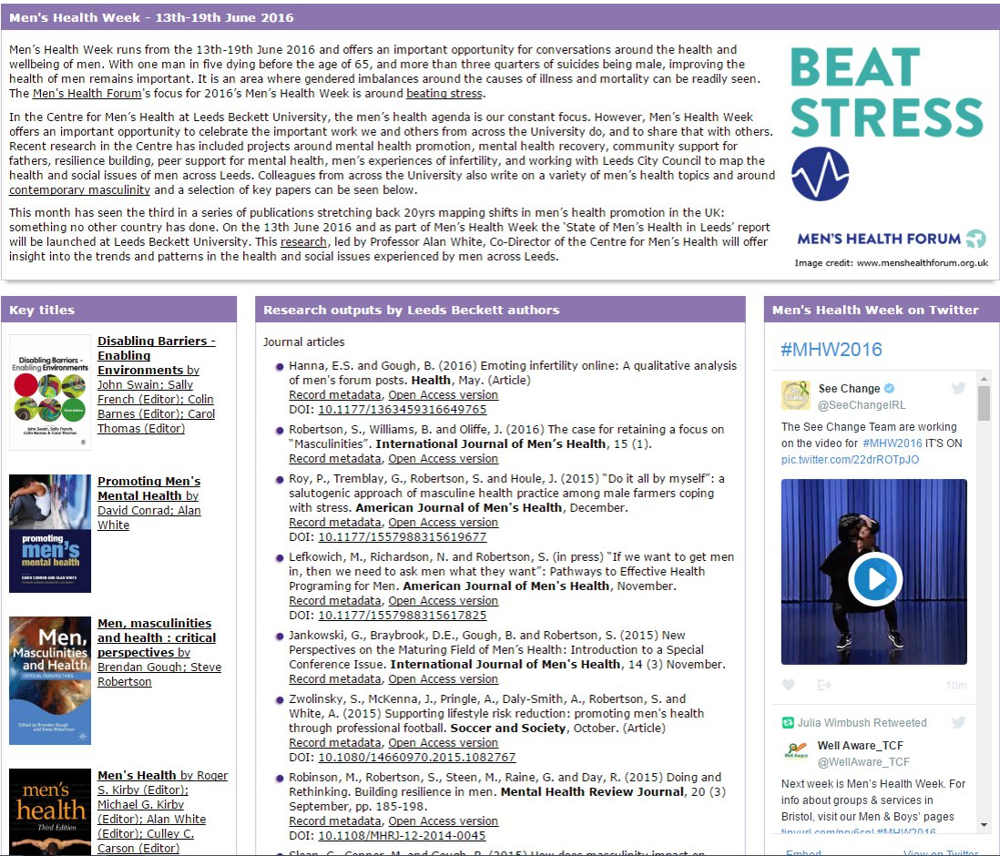 Men's Health Week - 13th-19th June 2016
Men’s Health Week runs from the 13th-19th June 2016 and offers an important opportunity for conversations around the health and
wellbeing of men. With one man in five dying before the age of 65, and more than three quarters of suicides being male, improving the
health of men remains important. It is an area where gendered imbalances around the causes of illness and mortality can be readily seen.
The Men's Health Forum's focus for 2016’s Men’s Health Week is around beating stress.
In the Centre for Men’s Health at Leeds Beckett University, the men’s health agenda is our constant focus. However, Men’s Health Week
offers an important opportunity to celebrate the important work we and others from across the University do, and to share that with others.
Recent research in the Centre has included projects around mental health promotion, mental health recovery, community support for
fathers, resilience building, peer support for mental health, men’s experiences of infertility, and working with Leeds City Council to map the
health and social issues of men across Leeds. Colleagues from across the University also write on a variety of men’s health topics and around
contemporary masculinity and a selection of key papers can be seen below.
This month has seen the third in a series of publications stretching back 20yrs mapping shifts in men’s health promotion in the UK:
something no other country has done. On the 13th June 2016 and as part of Men’s Health Week the ‘State of Men’s Health in Leeds’ report
will be launched at Leeds Beckett University. This research, led by Professor Alan White, Co-Director of the Centre for Men’s Health will offer
insight into the trends and patterns in the health and social issues experienced by men across Leeds.
BEAT
STRESS
MEN’S HEALTH FORUM
Image credit: www.menshealthforum.org.uk
Key titles
Disabling Barriers -
Enabling Environments
Third Edition
John Swain, Sally French,
Colin Barnes and Carol Thomas
Disabling Barriers -
Enabling
Environments by
John Swain; Sally
French (Editor); Colin
Barnes (Editor); Carol
Thomas (Editor)
promoting
men's
mental health
DAVID CONRAD AND ALAN WHITE
Promoting Men's
Mental Health by
David Conrad; Alan
White
Men,
Masculinities
and Health
CRITICAL PERSPECTIVES
Edited by Brendan Gough
and Steve Robertson
Men, masculinities
and health : critical
perspectives by
Brendan Gough; Steve
Robertson
men's
health
Third Edition
Men's Health by Roger
S. Kirby (Editor);
Michael G. Kirby
(Editor); Alan White
(Editor); Culley C.
Carson (Editor)
Research outputs by Leeds Beckett authors
Journal articles
Hanna, E.S. and Gough, B. (2016) Emoting infertility online: A qualitative analysis
of men's forum posts. Health, May. (Article)
Record metadata, Open Access version
DOI: 10.1177/1363459316649765
Robertson, S., Williams, B. and Oliffe, J. (2016) The case for retaining a focus on
“Masculinities”. International Journal of Men’s Health, 15 (1).
Record metadata, Open Access version
Roy, P., Tremblay, G., Robertson, S. and Houle, J. (2015) “Do it all by myself”: a
salutogenic approach of masculine health practice among male farmers coping
with stress. American Journal of Men's Health, December.
Record metadata, Open Access version
DOI: 10.1177/1557988315619677
Lefkowich, M., Richardson, N. and Robertson, S. (in press) “If we want to get men
in, then we need to ask men what they want”: Pathways to Effective Health
Programing for Men. American Journal of Men's Health, November.
Record metadata, Open Access version
DOI: 10.1177/1557988315617825
Jankowski, G., Braybrook, D.E., Gough, B. and Robertson, S. (2015) New
Perspectives on the Maturing Field of Men’s Health: Introduction to a Special
Conference Issue. International Journal of Men's Health, 14 (3) November.
Record metadata, Open Access version
Zwolinsky, S., McKenna, J., Pringle, A., Daly-Smith, A., Robertson, S. and
White, A. (2015) Supporting lifestyle risk reduction: promoting men's health
through professional football. Soccer and Society, October. (Article)
Record metadata, Open Access version
DOI: 10.1080/14660970.2015.1082767
Robinson, M., Robertson, S., Steen, M., Raine, G. and Day, R. (2015) Doing and
Rethinking. Building resilience in men. Mental Health Review Journal, 20 (3)
September, pp. 185-198.
Record metadata, Open Access version
DOI: 10.1108/MHRJ-12-2014-0045
Sloan, C., Connor, M. and Gough, B. (2015) How does masculinity impact on
Men's Health Week on Twitter
#MHW2016
See Change
@SeeChangeIRL
The See Change Team are working
on the video for #MHW2016 IT'S ON
pic.twitter.com/22drROTpJO
10m
Julia Wimbush Retweeted
Well Aware
Well Aware_TCF
@WellAware_TCF
Next week is Men’s Health Week. For
info about groups & services in
Bristol, visit our Men & Boys’ pages
tinyurl.com/nry6cnl #MHW2016
Embed
View on Twitter